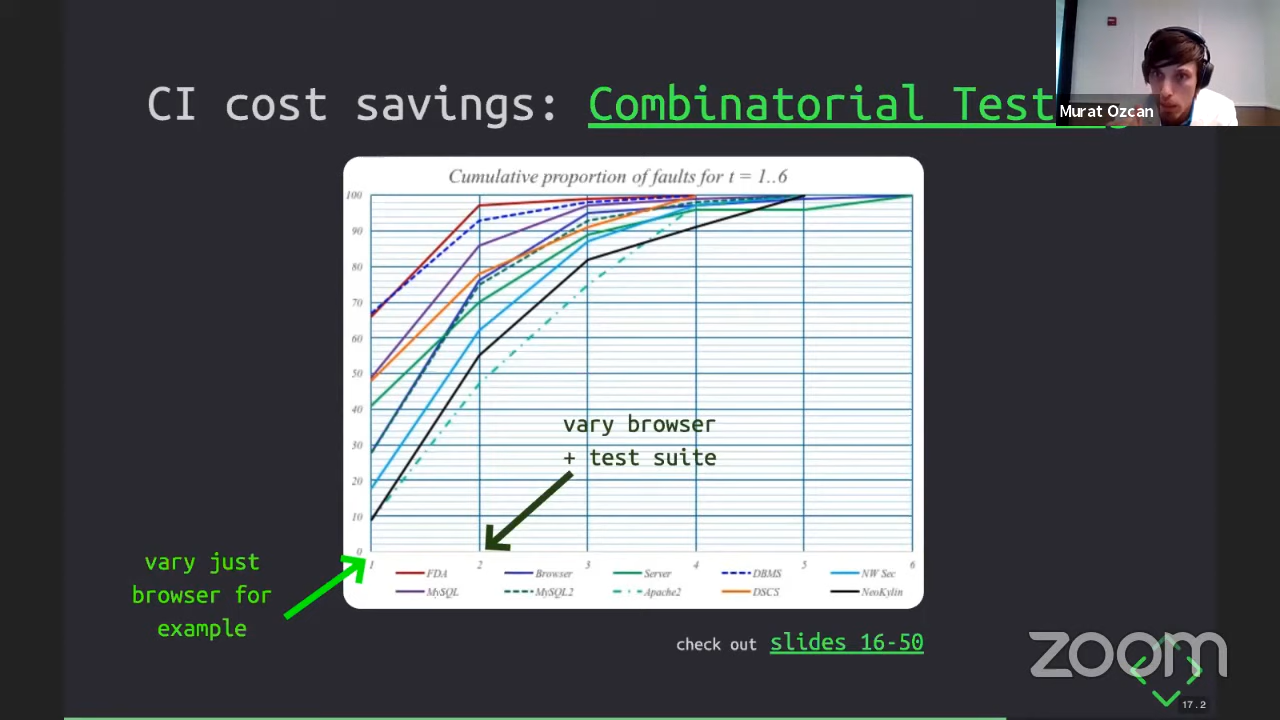 CI cost savings: Combinatorial Test
Murat Ozcan
Cumulative proportion of faults for t = 1..6
100
90
80
70
60
50
40
30
20
10
0
1 2 3 4 5 6
vary browser
+ test suite
vary just
browser for
example
FDA Browser Server DBMS NW Sec
MySQL MySQL2 Apache2 DSCS NeoKylin
check out slides 16-50
zoom
17.2